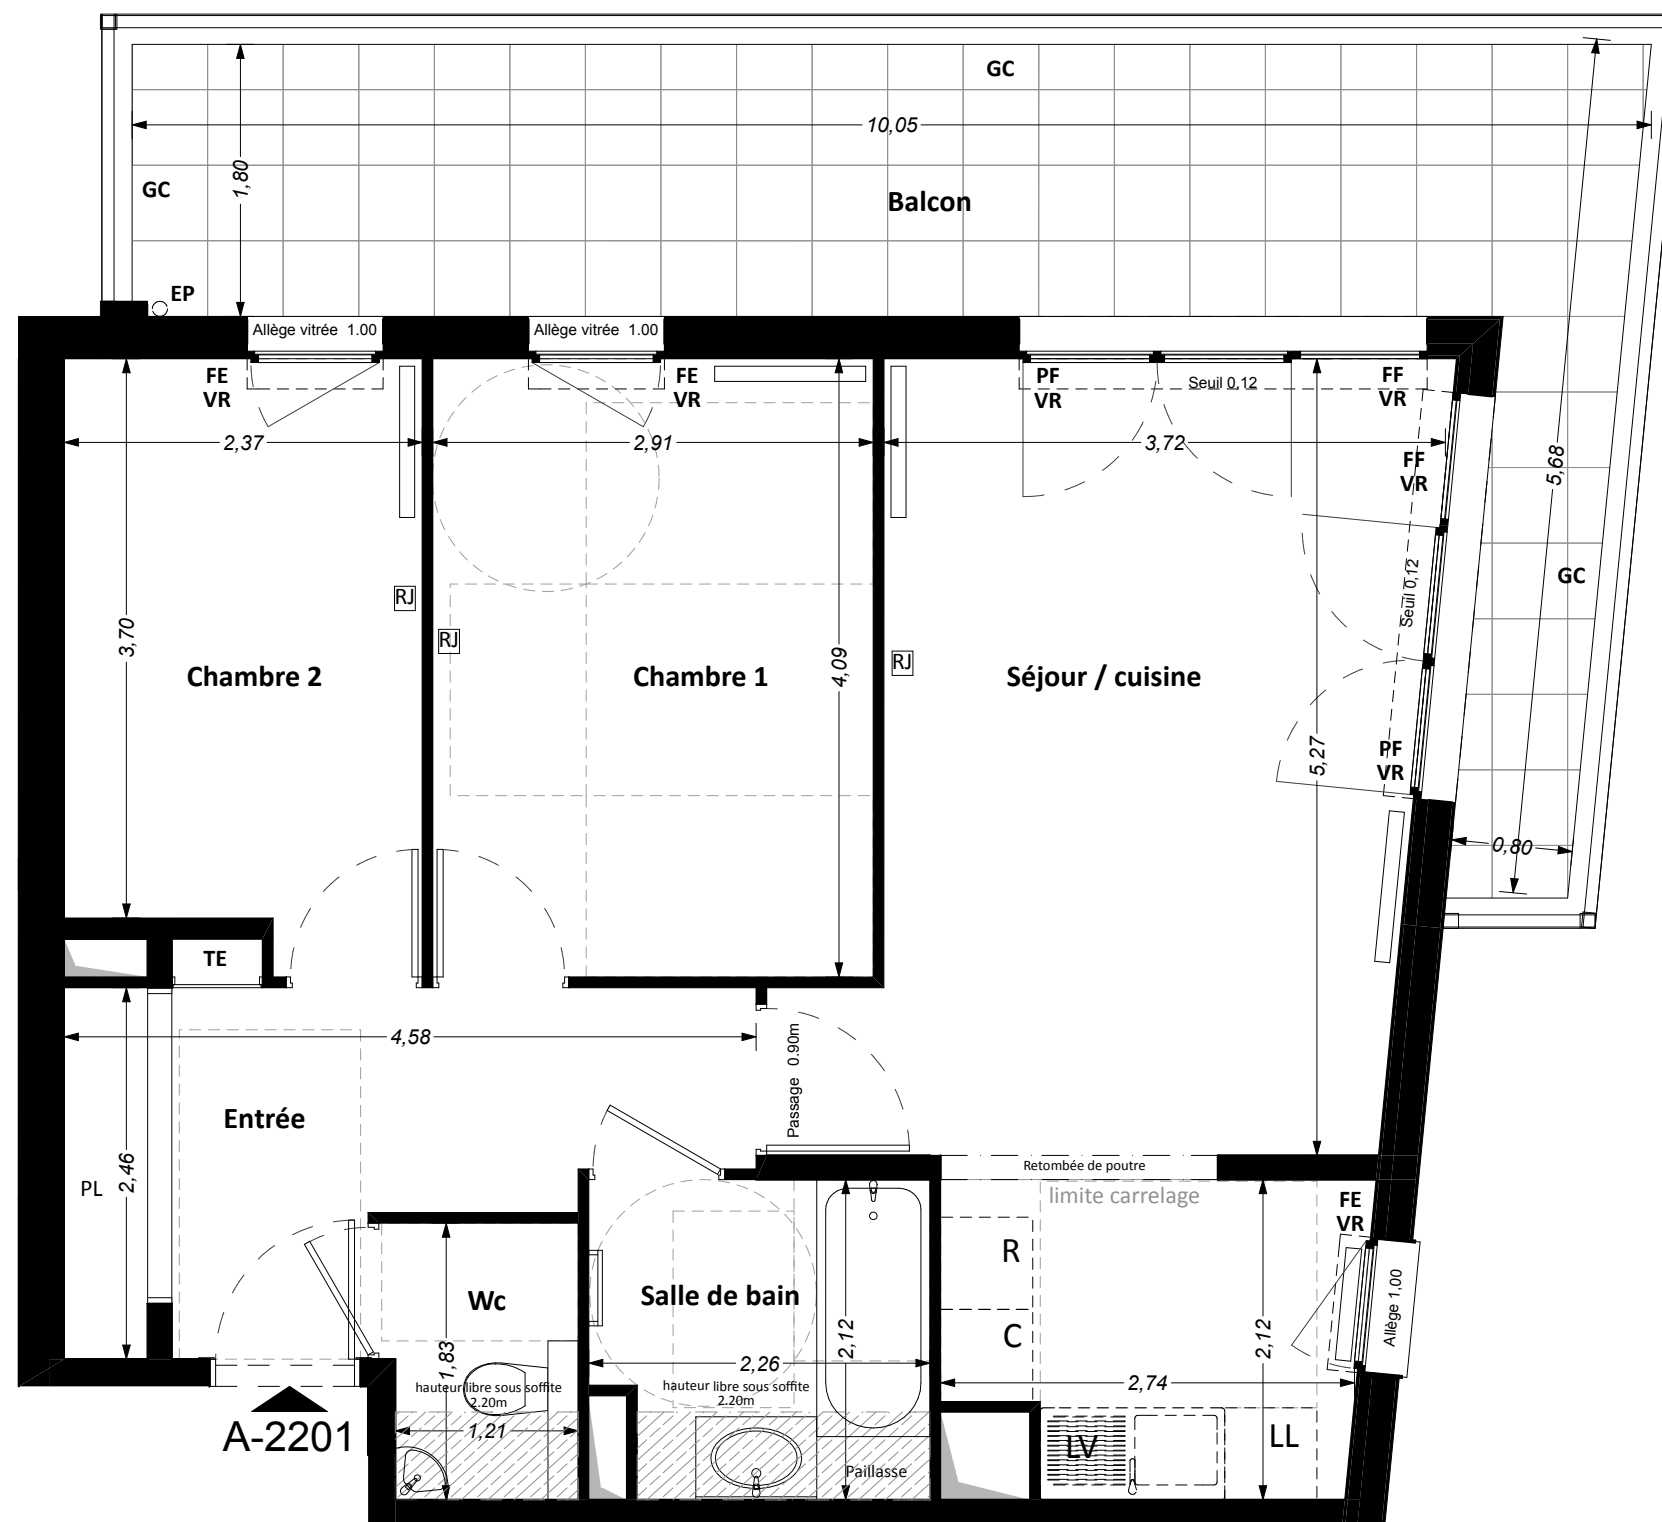 GC
10,05
1,80
GC
Balcon
EP
Allège vitrée 1.00
Allège vitrée 1.00
FE
VR
FE
VR
PF
VR
Seuil 0,12
FF
VR
2,37
2,91
3,72
FF
VR
5,68
GC
Seuil 0,12
RJ
RJ
RJ
3,70
4,09
Chambre 2
Chambre 1
Séjour / cuisine
5,27
PF
VR
0,80
TE
4,58
Passage 0.90m
Entrée
PL
2,46
Retombée de poutre
limite carrelage
FE
VR
R
Wc
Salle de bain
Allège 1,00
C
1,83
2,26
2,12
2,12
2,74
hauteur libre sous soffite
2.20m
hauteur libre sous soffite
2.20m
1,21
A-2201
LV
LL
Paillasse